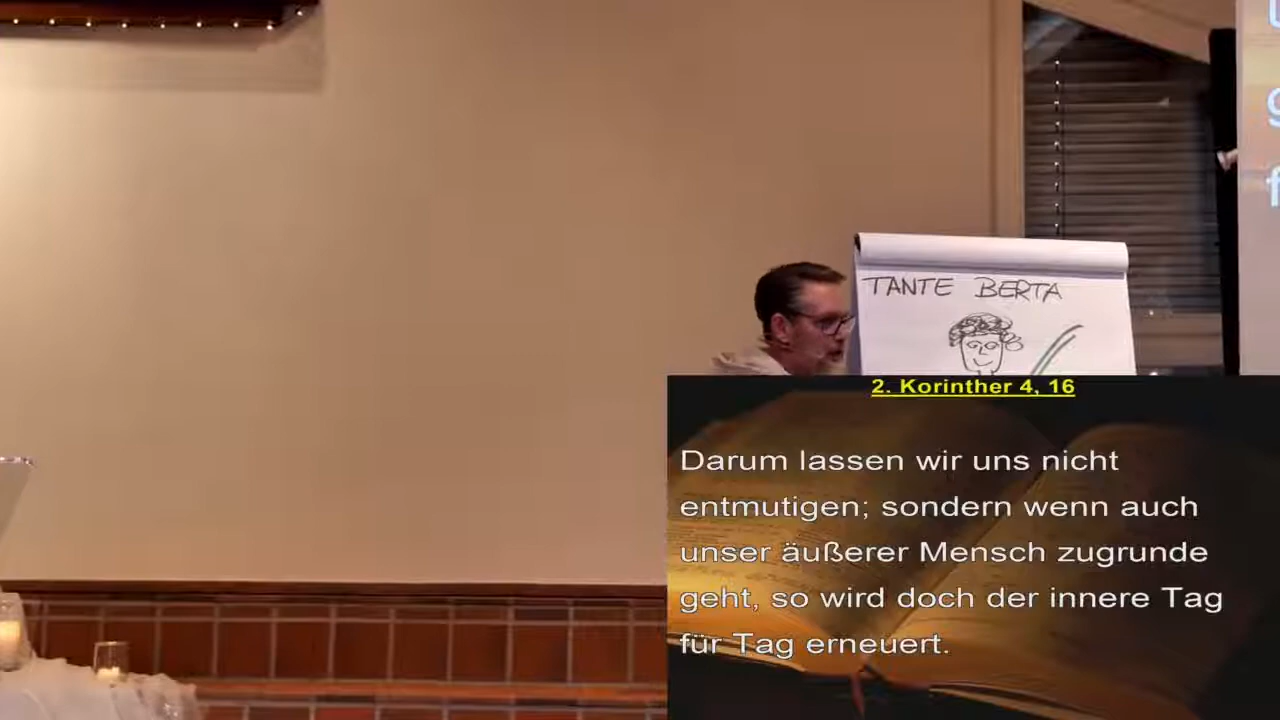 TANTE BERTA
2. Korinther 4, 16
Darum lassen wir uns nicht
entmutigen; sondern wenn auch
unser äußerer Mensch zugrunde
geht, so wird doch der innere Tag
für Tag erneuert.